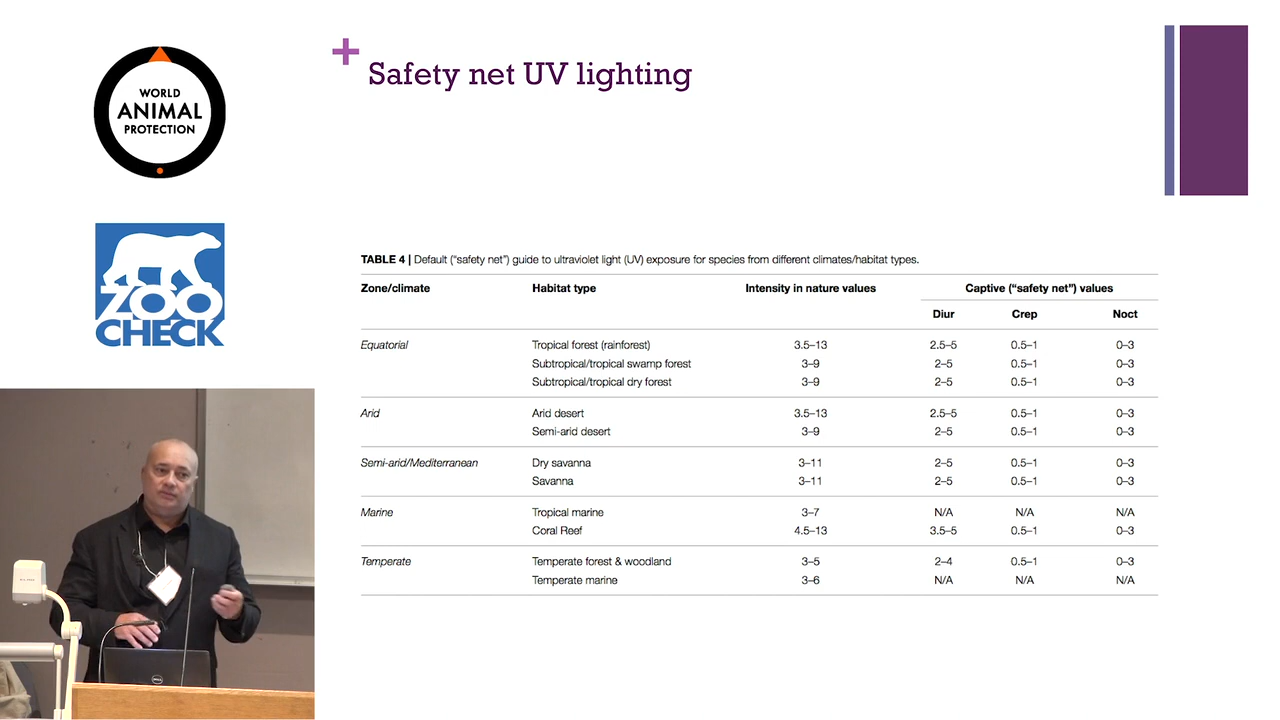 WORLD
ANIMAL
PROTECTION
ZOO
CHECK
+ Safety net UV lighting
TABLE 4 | Default ("safety net") guide to ultraviolet light (UV) exposure for species from different climates/habitat types.
Zone/climate Habitat type Intensity in nature values Captive ("safety net") values
Diur Crep Noct
Equatorial Tropical forest (rainforest) 3.5–13 2.5–5 0.5–1 0–3
Subtropical/tropical swamp forest 3–9 2–5 0.5–1 0–3
Subtropical/tropical dry forest 3–9 2–5 0.5–1 0–3
Arid Arid desert 3.5–13 2.5–5 0.5–1 0–3
Semi-arid desert 3–9 2–5 0.5–1 0–3
Semi-arid/Mediterranean Dry savanna 3–11 2–5 0.5–1 0–3
Savanna 3–11 2–5 0.5–1 0–3
Marine Tropical marine 3–7 N/A N/A N/A
Coral Reef 4.5–13 3.5–5 0.5–1 0–3
Temperate Temperate forest & woodland 3–5 2–4 0.5–1 0–3
Temperate marine 3–6 N/A N/A N/A
DELL